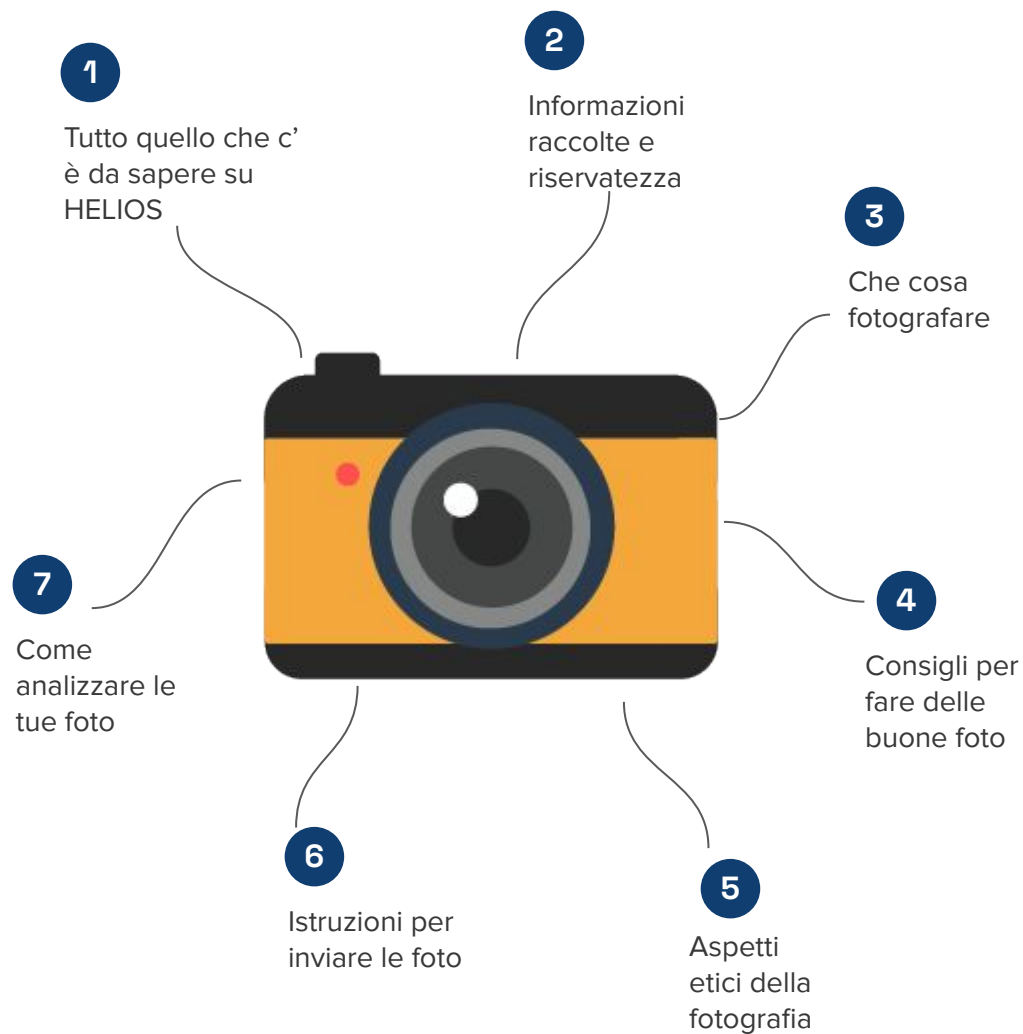 1
Tutto quello che c’
è da sapere su
HELIOS
2
Informazioni
raccolte e
riservatezza
3
Che cosa
fotografare
4
Consigli per
fare delle
buone foto
5
Aspetti
etici della
fotografia
6
Istruzioni per
inviare le foto
7
Come
analizzare le
tue foto